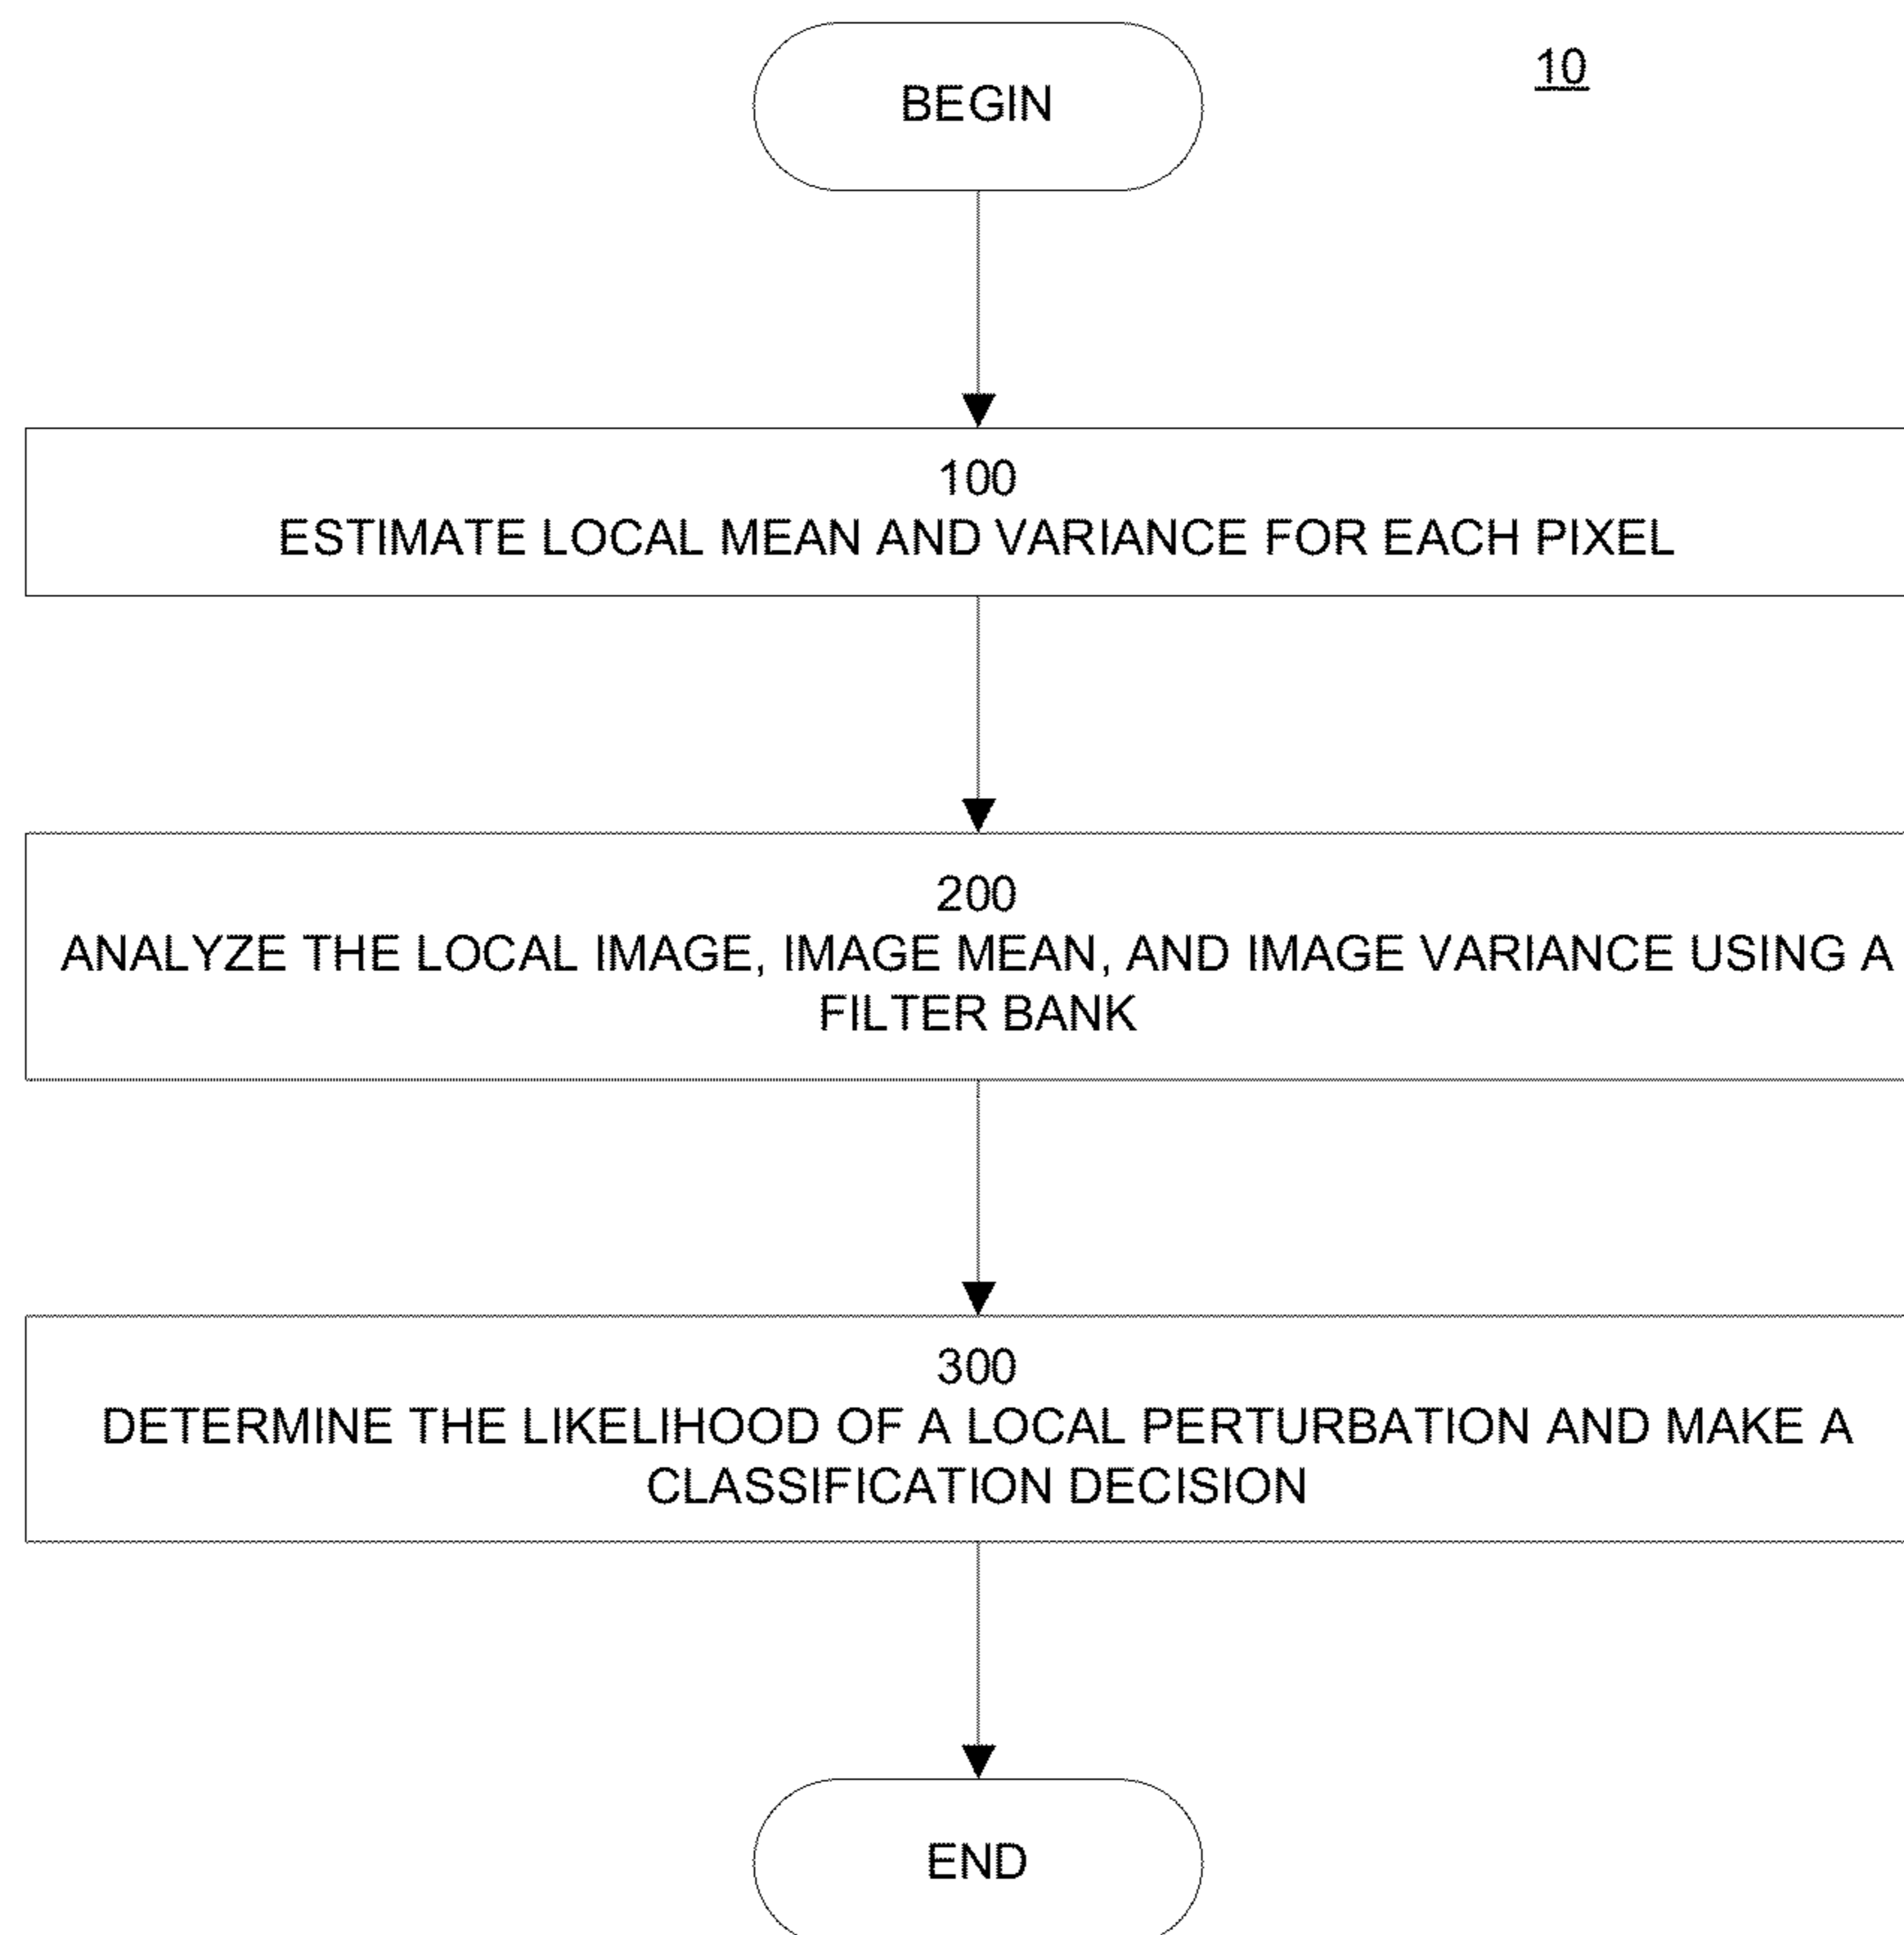 BEGIN
10
100
ESTIMATE LOCAL MEAN AND VARIANCE FOR EACH PIXEL
200
ANALYZE THE LOCAL IMAGE, IMAGE MEAN, AND IMAGE VARIANCE USING A
FILTER BANK
300
DETERMINE THE LIKELIHOOD OF A LOCAL PERTURBATION AND MAKE A
CLASSIFICATION DECISION
END